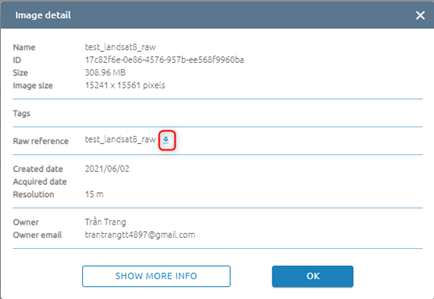 Image detail
Name test_landsat8_raw
ID 17c82f6e-0e86-4576-957b-ee568f9960ba
Size 308.96 MB
Image size 15241 x 15561 pixels
Tags
Raw reference test_landsat8_raw
Created date 2021/06/02
Acquired date
Resolution 15 m
Owner Trần Trang
Owner email trantrangtt4897@gmail.com
SHOW MORE INFO OK